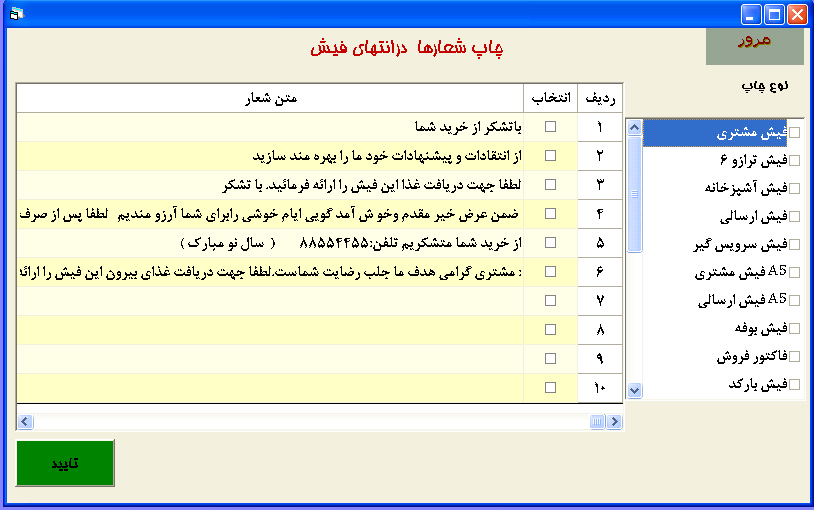 چاپ شعارها درانتهای فیش
مرور
نوع چاپ
فیش مشتری
فیش ترازو ۶
فیش آشپزخانه
فیش ارسالی
فیش سرویس گیر
A5 فیش مشتری
A5 فیش ارسالی
فیش بوفه
فاکتور فروش
فیش بارکد
ردیف انتخاب متن شعار
۱ باتشکر از خرید شما
۲ از انتقادات و پیشنهادات خود ما را بهره مند سازید
۳ لطفا جهت دریافت غذا این فیش را ارائه فرمائید. با تشکر
۴ ضمن عرض خیر مقدم وخو ش آمد گویی ایام خوشی رابرای شما آرزو مندیم لطفا پس از صرف
۵ از خرید شما متشکریم تلفن:۸۸۵۵۴۴۵۵ ( سال نو مبارک )
۶ : مشتری گرامی هدف ما جلب رضایت شماست.لطفا جهت دریافت غذای بیرون این فیش را ارائه
۷
۸
۹
۱۰
تایید